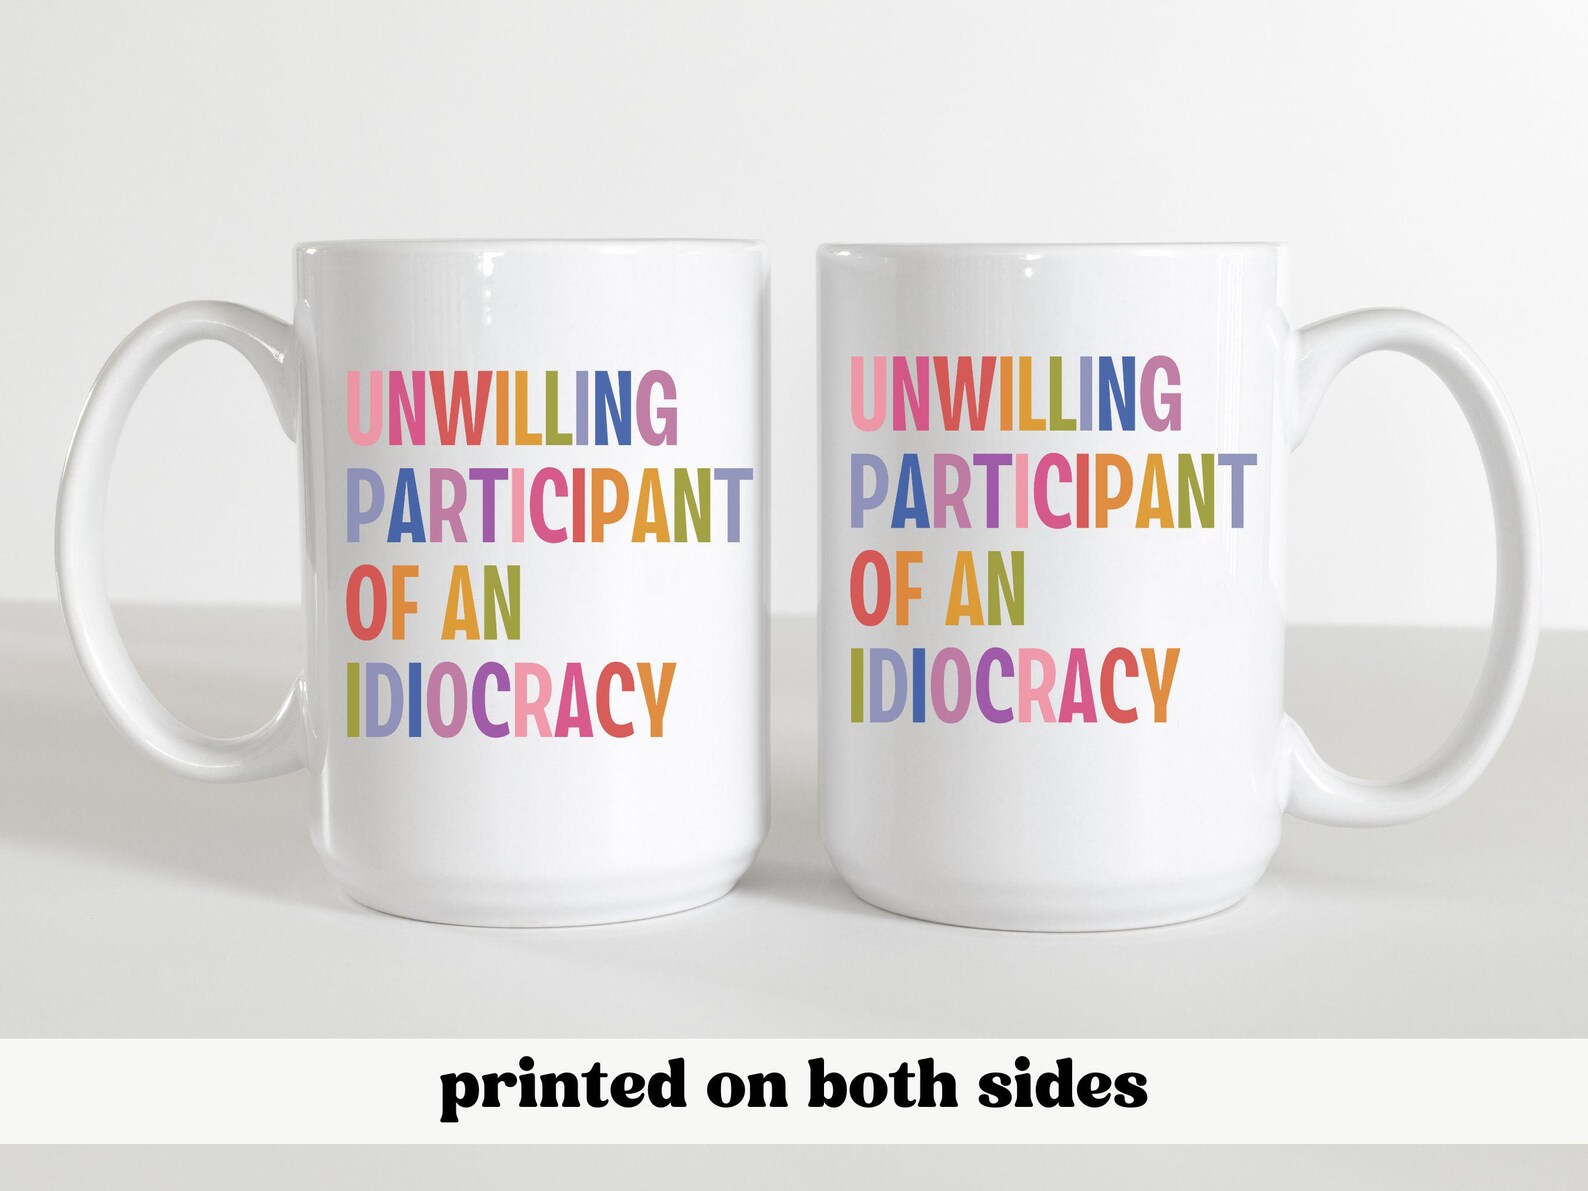 UNWILLING
PARTICIPANT
OF AN
IDIOCRACY
UNWILLING
PARTICIPANT
OF AN
IDIOCRACY
printed on both sides